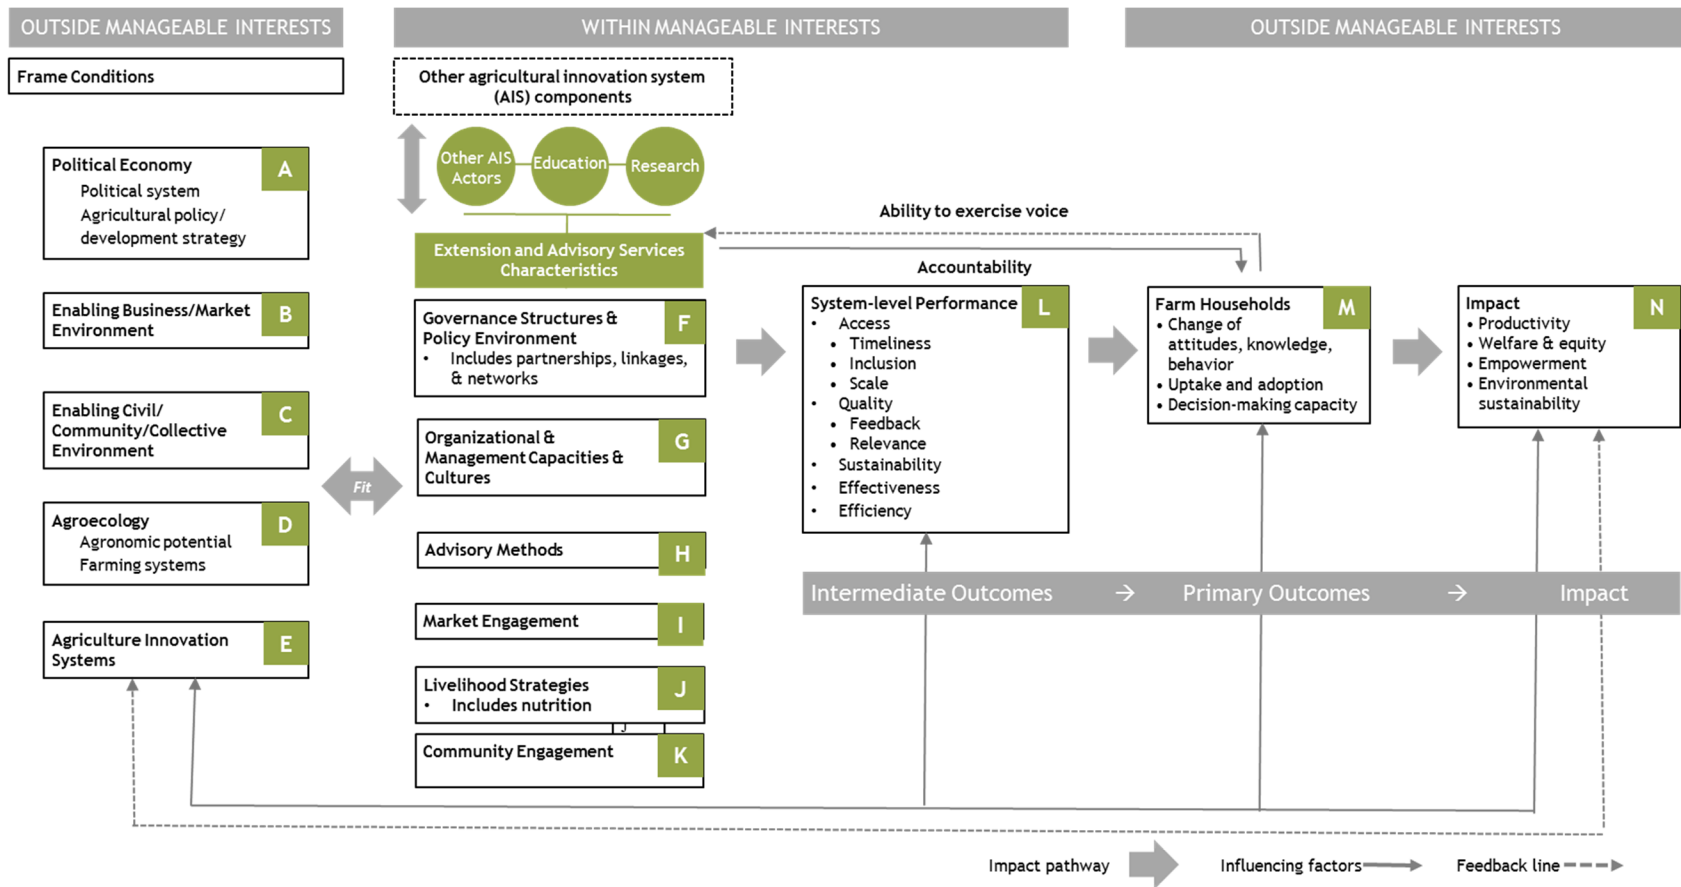 OUTSIDE MANAGEABLE INTERESTS
WITHIN MANAGEABLE INTERESTS
OUTSIDE MANAGEABLE INTERESTS
Frame Conditions
Political Economy
A
Political system
Agricultural policy/
development strategy
Enabling Business/Market
Environment
B
Enabling Civil/
Community/Collective
Environment
C
Agroecology
D
Agronomic potential
Farming systems
Agriculture Innovation
Systems
E
Fit
Other agricultural innovation system
(AIS) components
Other AIS
Actors
Education
Research
Extension and Advisory Services
Characteristics
Governance Structures &
Policy Environment
F
• Includes partnerships, linkages,
& networks
Organizational &
Management Capacities &
Cultures
G
Advisory Methods
H
Market Engagement
I
Livelihood Strategies
J
• Includes nutrition
J
Community Engagement
K
Ability to exercise voice
Accountability
System-level Performance
L
• Access
• Timeliness
• Inclusion
• Scale
• Quality
• Feedback
• Relevance
• Sustainability
• Effectiveness
• Efficiency
Farm Households
M
• Change of
attitudes, knowledge,
behavior
• Uptake and adoption
• Decision-making capacity
Impact
N
• Productivity
• Welfare & equity
• Empowerment
• Environmental
sustainability
Intermediate Outcomes → Primary Outcomes → Impact
Impact pathway
Influencing factors
Feedback line